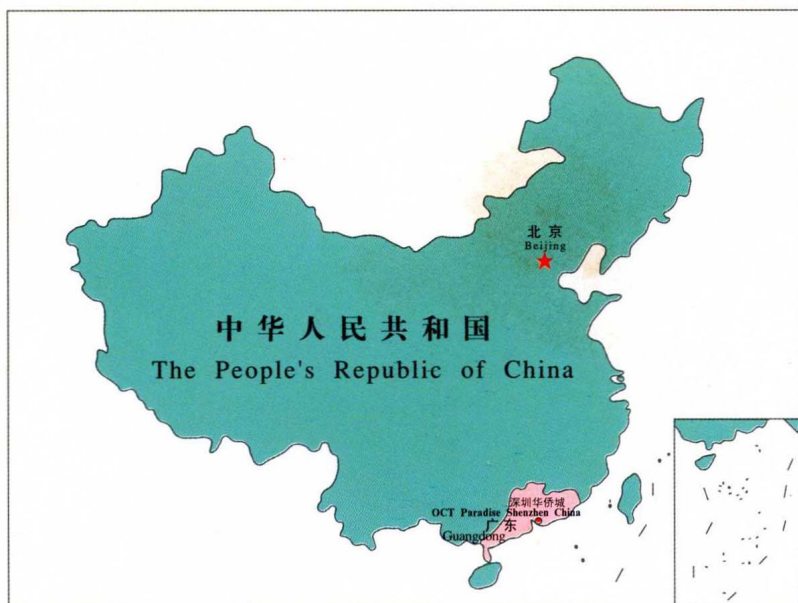 北京
Beijing
中华人民共和国
The People's Republic of China
深圳华侨城
OCT Paradise Shenzhen China
广东
Guangdong